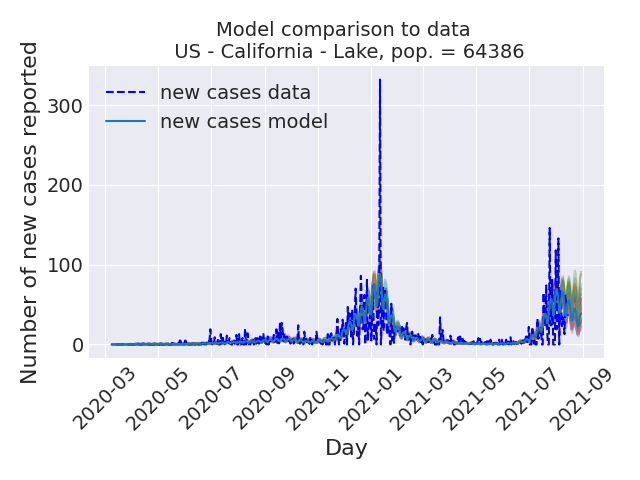 Model comparison to data
US - California - Lake, pop. = 64386
Number of new cases reported
300
200
100
0
new cases data
new cases model
2020-03
2020-05
2020-07
2020-09
2020-11
2021-01
2021-03
2021-05
2021-07
2021-09
Day